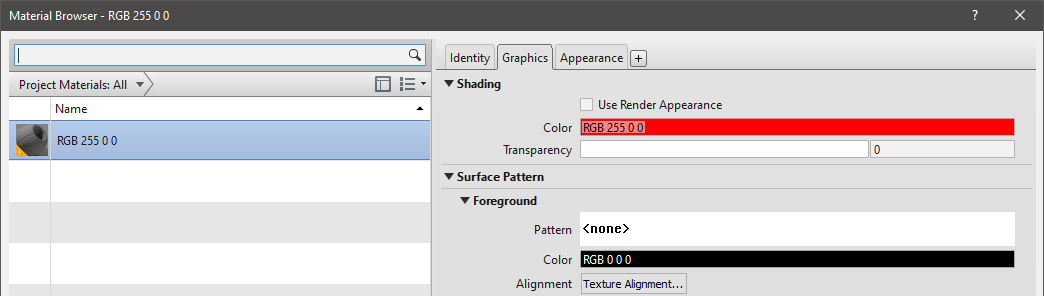 Material Browser - RGB 255 0 0
?
Project Materials: All
Name
RGB 255 0 0
Identity
Graphics
Appearance
+
Shading
Use Render Appearance
Color
RGB 255 0 0
Transparency
0
Surface Pattern
Foreground
Pattern
<none>
Color
RGB 0 0 0
Alignment
Texture Alignment...